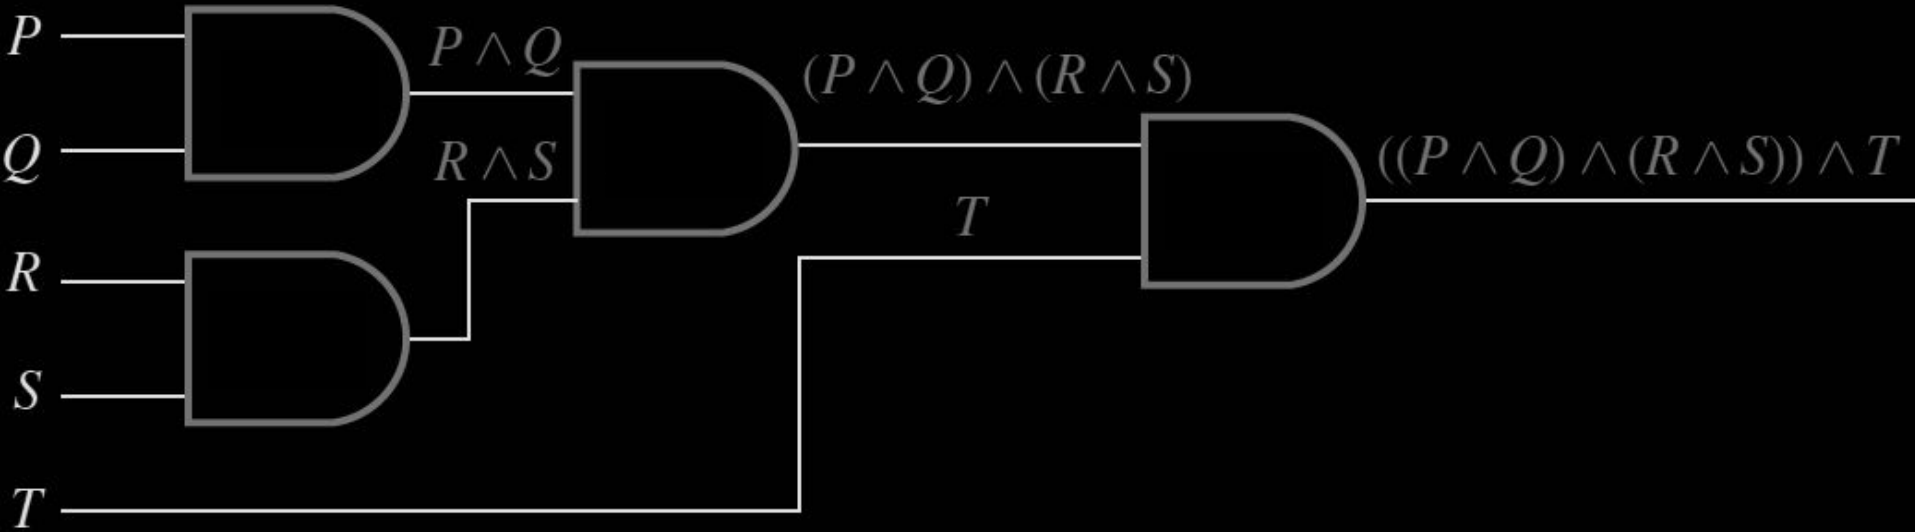 P
P ∧ Q
(P ∧ Q) ∧ (R ∧ S)
Q
R ∧ S
((P ∧ Q) ∧ (R ∧ S)) ∧ T
T
R
S
T